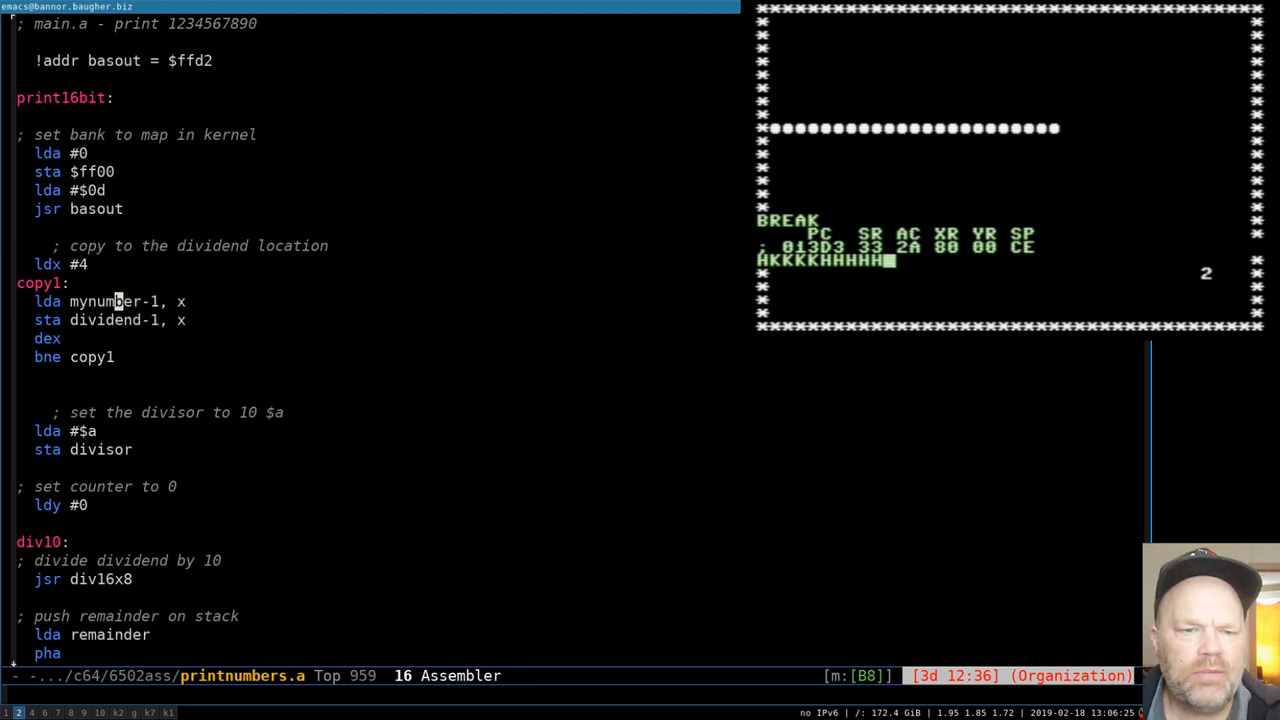 emacs@bannor.baugher.biz
; main.a - print 1234567890
!addr basout = $ffd2
print16bit:
; set bank to map in kernel
lda #0
sta $ff00
lda #$0d
jsr basout
; copy to the dividend location
ldx #4
copy1:
lda mynumber-1, x
sta dividend-1, x
dex
bne copy1
; set the divisor to 10 $a
lda #$a
sta divisor
; set counter to 0
ldy #0
div10:
; divide dividend by 10
jsr div16x8
; push remainder on stack
lda remainder
pha
- -.../c64/6502ass/printnumbers.a Top 959 16 Assembler [m:[B8]] [3d 12:36] (Organization)
1 2 4 6 7 8 9 10 k2 g k7 k1 no IPv6 | /: 172.4 GiB | 1.95 1.85 1.72 | 2019-02-18 13:06:25
BREAK
PC SR AC XR YR SP
; 013D3 33 2A 80 00 CE
HKKKKHHHHH
2